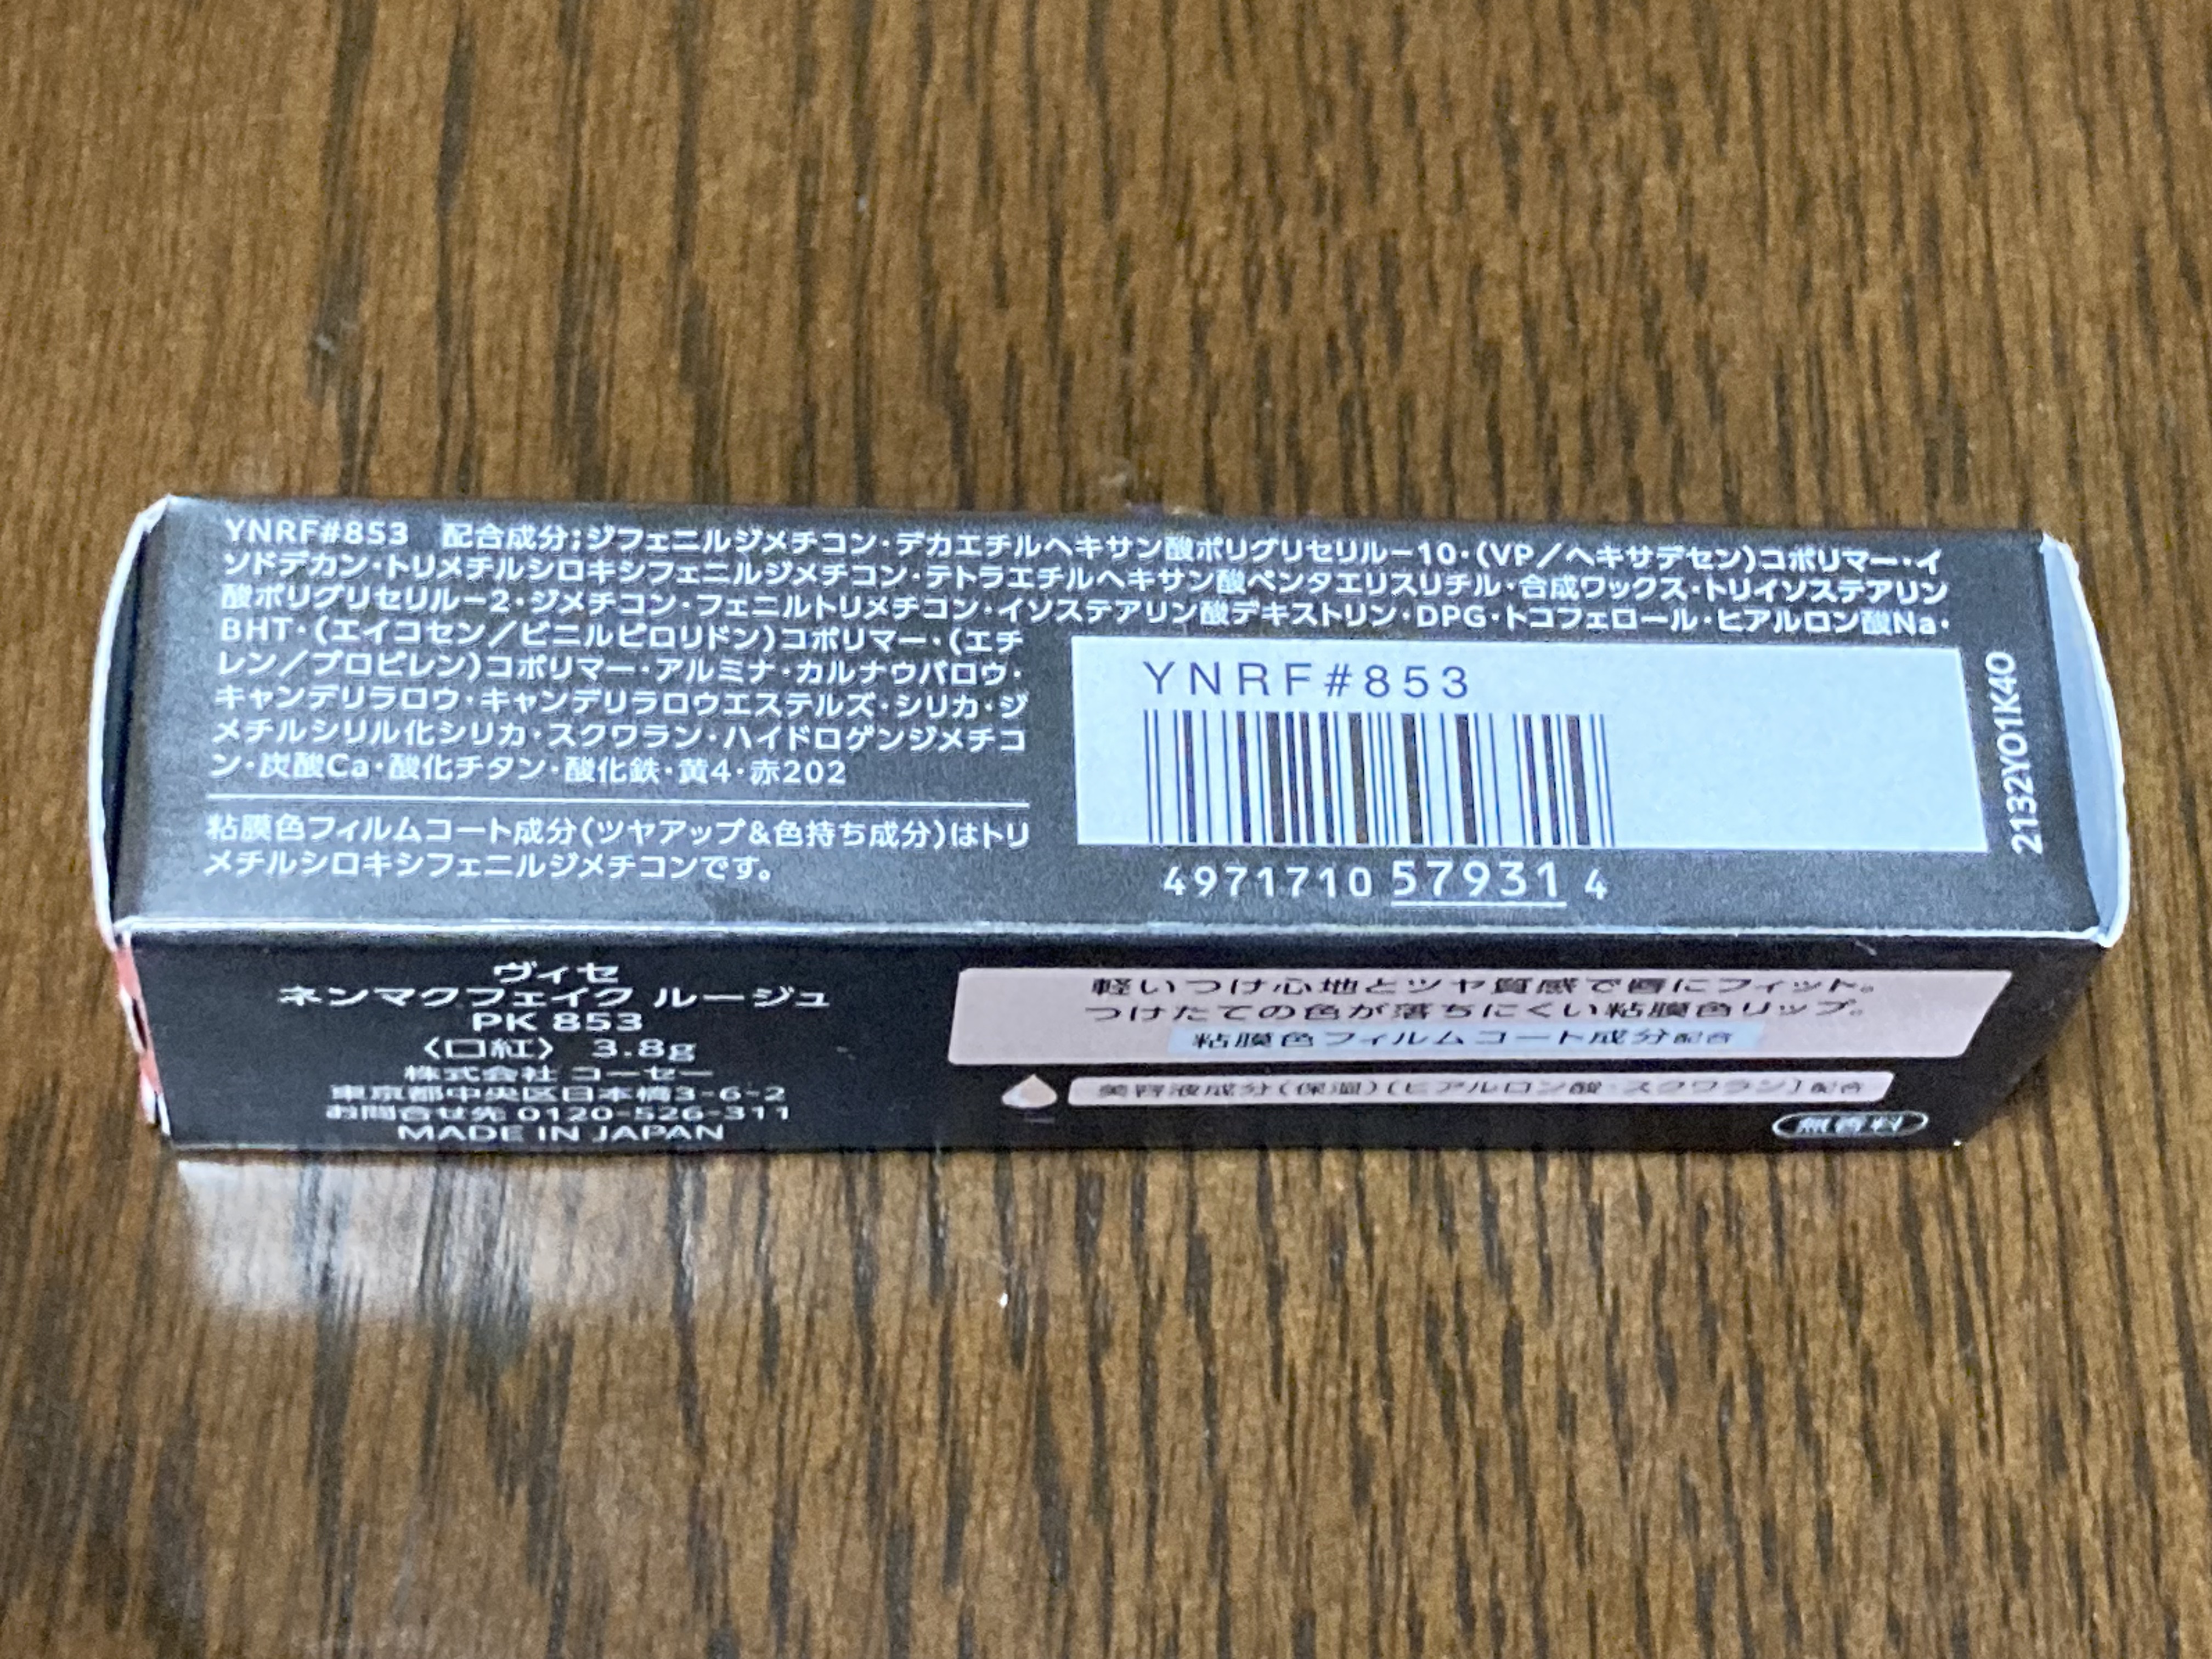 YNRF#853 配合成分;ジフェニルジメチコン・デカエチルヘキサン酸ポリグリセリル－10・(VP／ヘキサデセン)コポリマー・イ
ソドデカン・トリメチルシロキシフェニルジメチコン・テトラエチルヘキサン酸ペンタエリスリチル・合成ワックス・トリイソステアリン
酸ポリグリセリル－2・ジメチコン・フェニルトリメチコン・イソステアリン酸デキストリン・DPG・トコフェロール・ヒアルロン酸Na・
BHT・(エイコセン／ビニルピロリドン)コポリマー・(エチ
レン／プロピレン)コポリマー・アルミナ・カルナウバロウ・
キャンデリラロウ・キャンデリラロウエステルズ・シリカ・ジ
メチルシリル化シリカ・スクワラン・ハイドロゲンジメチコ
ン・炭酸Ca・酸化チタン・酸化鉄・黄4・赤202
粘膜色フィルムコート成分(ツヤアップ&色持ち成分)はトリ
メチルシロキシフェニルジメチコンです。
YNRF#853
4971710 57931 4
2132Y01K40
ヴィセ
ネンマクフェイク ルージュ
PK 853
〈口紅〉 3.8g
株式会社 コーセー
東京都中央区日本橋3-6-2
お問合せ先 0120-526-311
MADE IN JAPAN
軽いつけ心地とツヤ質感で唇にフィット。
つけたての色が落ちにくい粘膜色リップ。
粘膜色フィルムコート成分配合
美容液成分(保湿)[ヒアルロン酸・スクワラン]配合
無香料